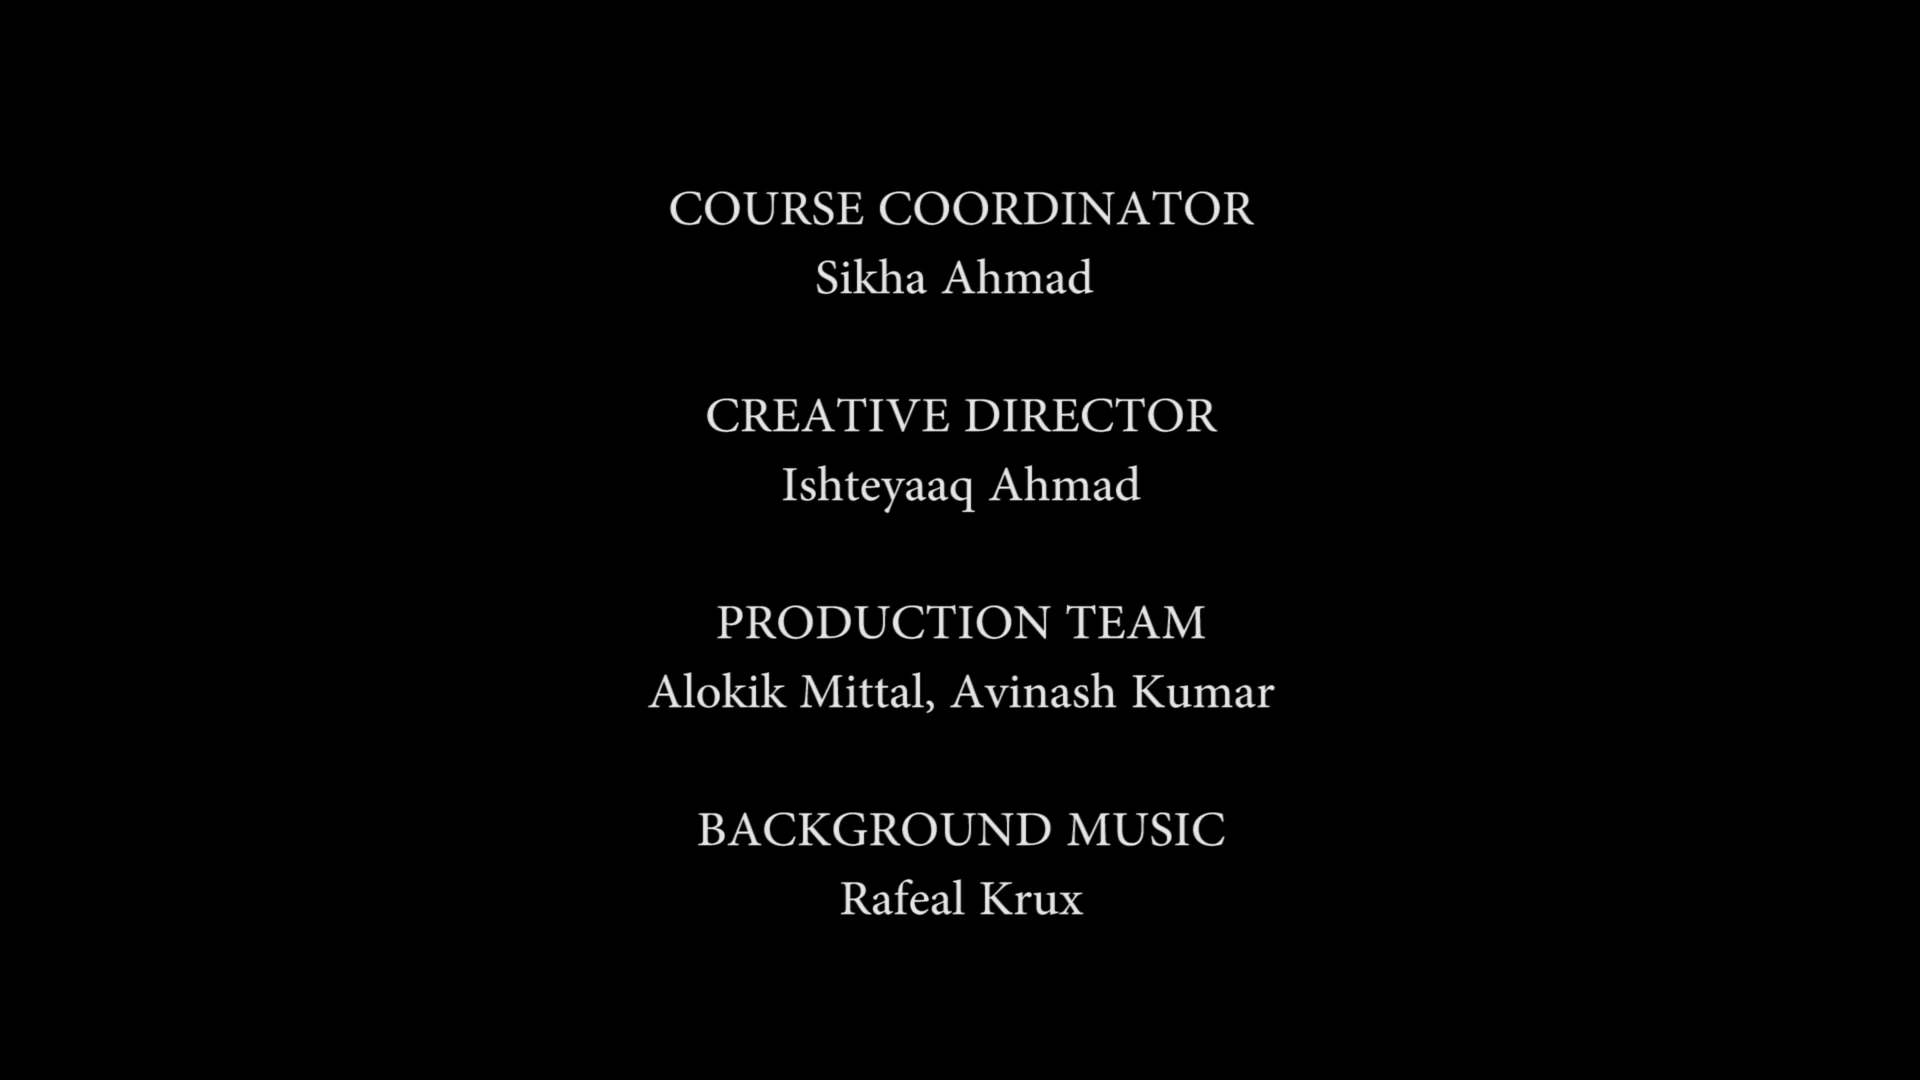 COURSE COORDINATOR
Sikha Ahmad
CREATIVE DIRECTOR
Ishteyaaq Ahmad
PRODUCTION TEAM
Alokik Mittal, Avinash Kumar
BACKGROUND MUSIC
Rafeal Krux